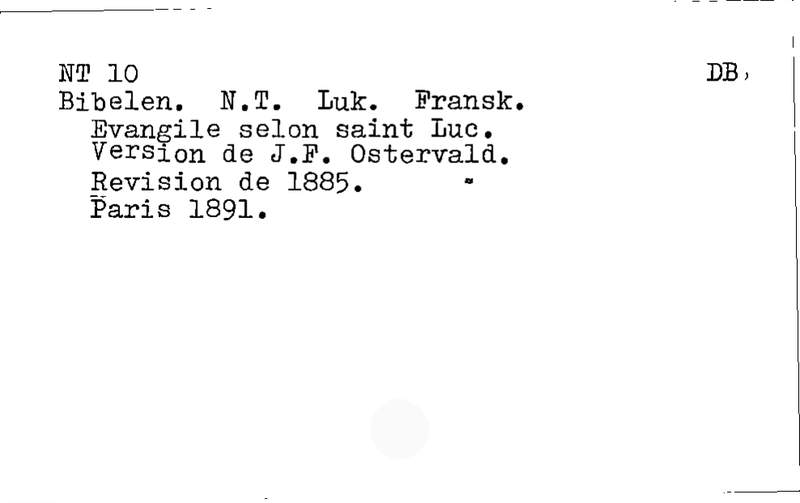 NT 10 DB,
Bibelen. N.T. Luk. Fransk.
Evangile selon saint Luc.
Version de J.F. Ostervald.
Revision de 1885.
Paris 1891.